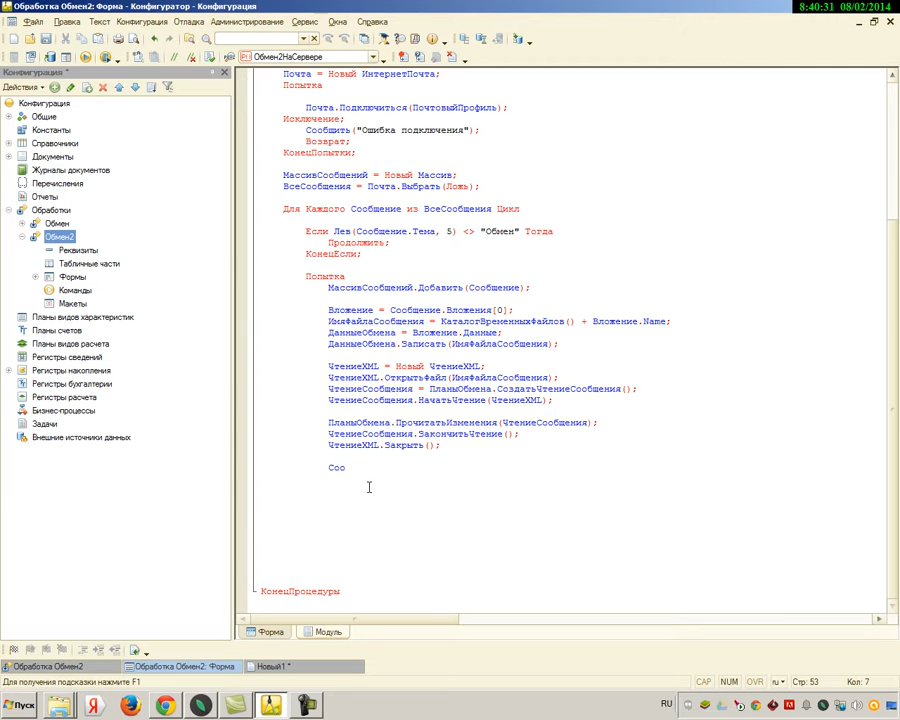 Обработка Обмен2: Форма - Конфигуратор - Конфигурация
8:40:31 08/02/2014
Файл Правка Текст Конфигурация Отладка Администрирование Сервис Окна Справка
Обмен2НаСервере
Конфигурация *
Действия
Конфигурация
Общие
Константы
Справочники
Документы
Журналы документов
Перечисления
Отчеты
Обработки
Обмен
Обмен2
Реквизиты
Табличные части
Формы
Команды
Макеты
Планы видов характеристик
Планы счетов
Планы видов расчета
Регистры сведений
Регистры накопления
Регистры бухгалтерии
Регистры расчета
Бизнес-процессы
Задачи
Внешние источники данных
Почта = Новый ИнтернетПочта;
Попытка
Почта.Подключиться(ПочтовыйПрофиль);
Исключение;
Сообщить("Ошибка подключения");
Возврат;
КонецПопытки;
МассивСообщений = Новый Массив;
ВсеСообщения = Почта.Выбрать(Ложь);
Для Каждого Сообщение из ВсеСообщения Цикл
Если Лев(Сообщение.Тема, 5) <> "Обмен" Тогда
Продолжить;
КонецЕсли;
Попытка
МассивСообщений.Добавить(Сообщение);
Вложение = Сообщение.Вложения[0];
ИмяФайлаСообщения = КаталогВременныхФайлов() + Вложение.Name;
ДанныеОбмена = Вложение.Данные;
ДанныеОбмена.Записать(ИмяФайлаСообщения);
ЧтениеXML = Новый ЧтениеXML;
ЧтениеXML.ОткрытьФайл(ИмяФайлаСообщения);
ЧтениеСообщения = ПланыОбмена.СоздатьЧтениеСообщения();
ЧтениеСообщения.НачатьЧтение(ЧтениеXML);
ПланыОбмена.ПрочитатьИзменения(ЧтениеСообщения);
ЧтениеСообщения.ЗакончитьЧтение();
ЧтениеXML.Закрыть();
Соо
КонецПроцедуры
Форма Модуль
Обработка Обмен2 Обработка Обмен2: Форма Новый1 *
Для получения подсказки нажмите F1
CAP NUM OVR ru Стр: 53 Кол: 7
Пуск
RU